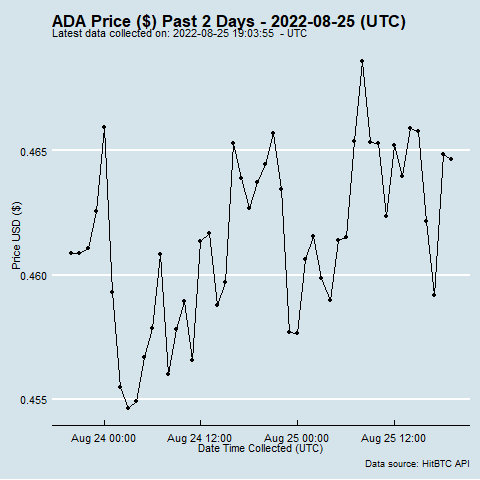 ADA Price ($) Past 2 Days - 2022-08-25 (UTC)
Latest data collected on: 2022-08-25 19:03:55 - UTC
0.465
0.460
0.455
Price USD ($)
Aug 24 00:00 Aug 24 12:00 Aug 25 00:00 Aug 25 12:00
Date Time Collected (UTC)
Data source: HitBTC API